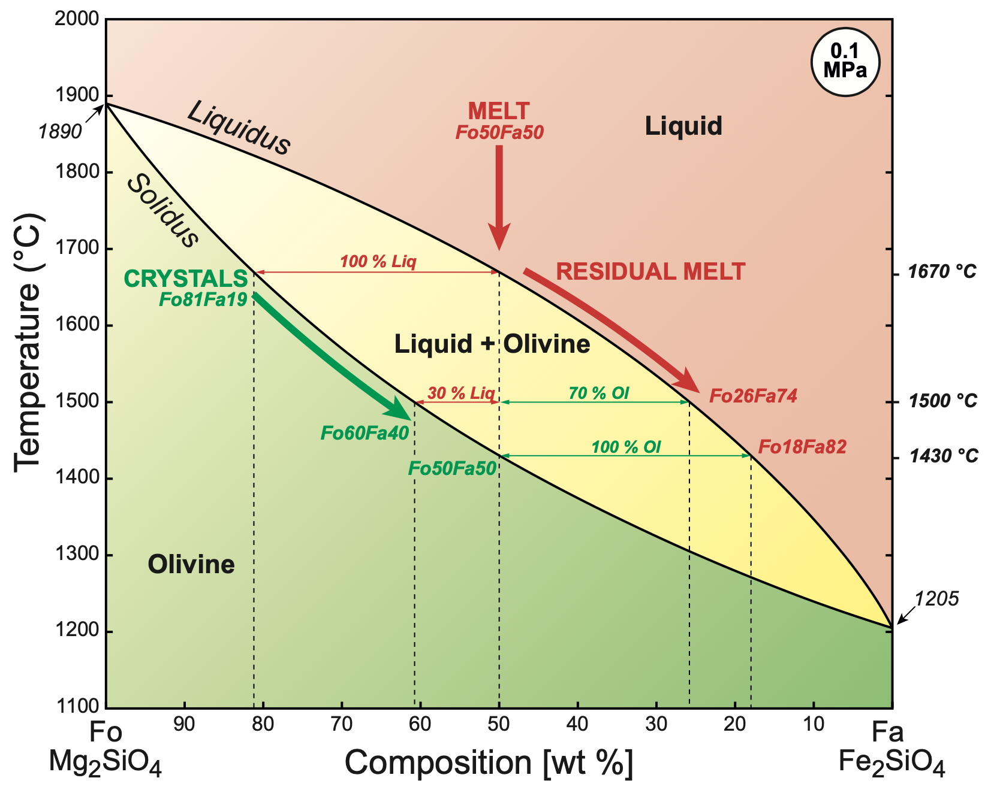 2000
0.1
MPa
1900
1890
Liquidus
MELT
Fo50Fa50
Liquid
1800
Solidus
1700
100 % Liq
RESIDUAL MELT
1670 °C
CRYSTALS
Fo81Fa19
1600
Liquid + Olivine
Temperature (°C)
1500
30 % Liq
70 % Ol
Fo26Fa74
1500 °C
Fo60Fa40
100 % Ol
Fo18Fa82
1430 °C
Fo50Fa50
1400
1300
Olivine
1205
1200
1100
90 80 70 60 50 40 30 20 10
Fo
Fa
Mg2SiO4
Composition [wt %]
Fe2SiO4